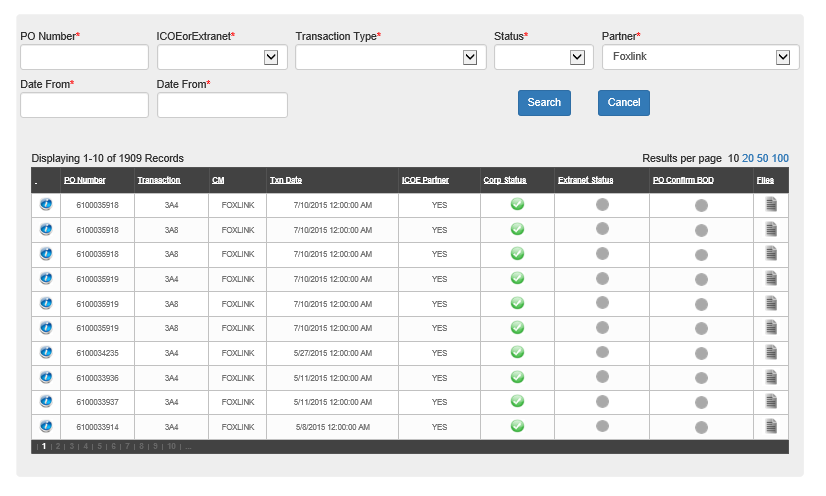 PO Number* ICOEorExtranet* Transaction Type* Status* Partner*
Foxlink
Date From* Date From*
Search Cancel
Displaying 1-10 of 1909 Records Results per page 10 20 50 100
. PO Number Transaction CM Txn Date ICOE Partner Corp Status Extranet Status PO Confirm BOD Files
6100035918 3A4 FOXLINK 7/10/2015 12:00:00 AM YES
6100035918 3A8 FOXLINK 7/10/2015 12:00:00 AM YES
6100035918 3A8 FOXLINK 7/10/2015 12:00:00 AM YES
6100035919 3A4 FOXLINK 7/10/2015 12:00:00 AM YES
6100035919 3A8 FOXLINK 7/10/2015 12:00:00 AM YES
6100035919 3A8 FOXLINK 7/10/2015 12:00:00 AM YES
6100034235 3A4 FOXLINK 5/27/2015 12:00:00 AM YES
6100033936 3A4 FOXLINK 5/11/2015 12:00:00 AM YES
6100033937 3A4 FOXLINK 5/11/2015 12:00:00 AM YES
6100033914 3A4 FOXLINK 5/8/2015 12:00:00 AM YES
| 1 | 2 | 3 | 4 | 5 | 6 | 7 | 8 | 9 | 10 | ...